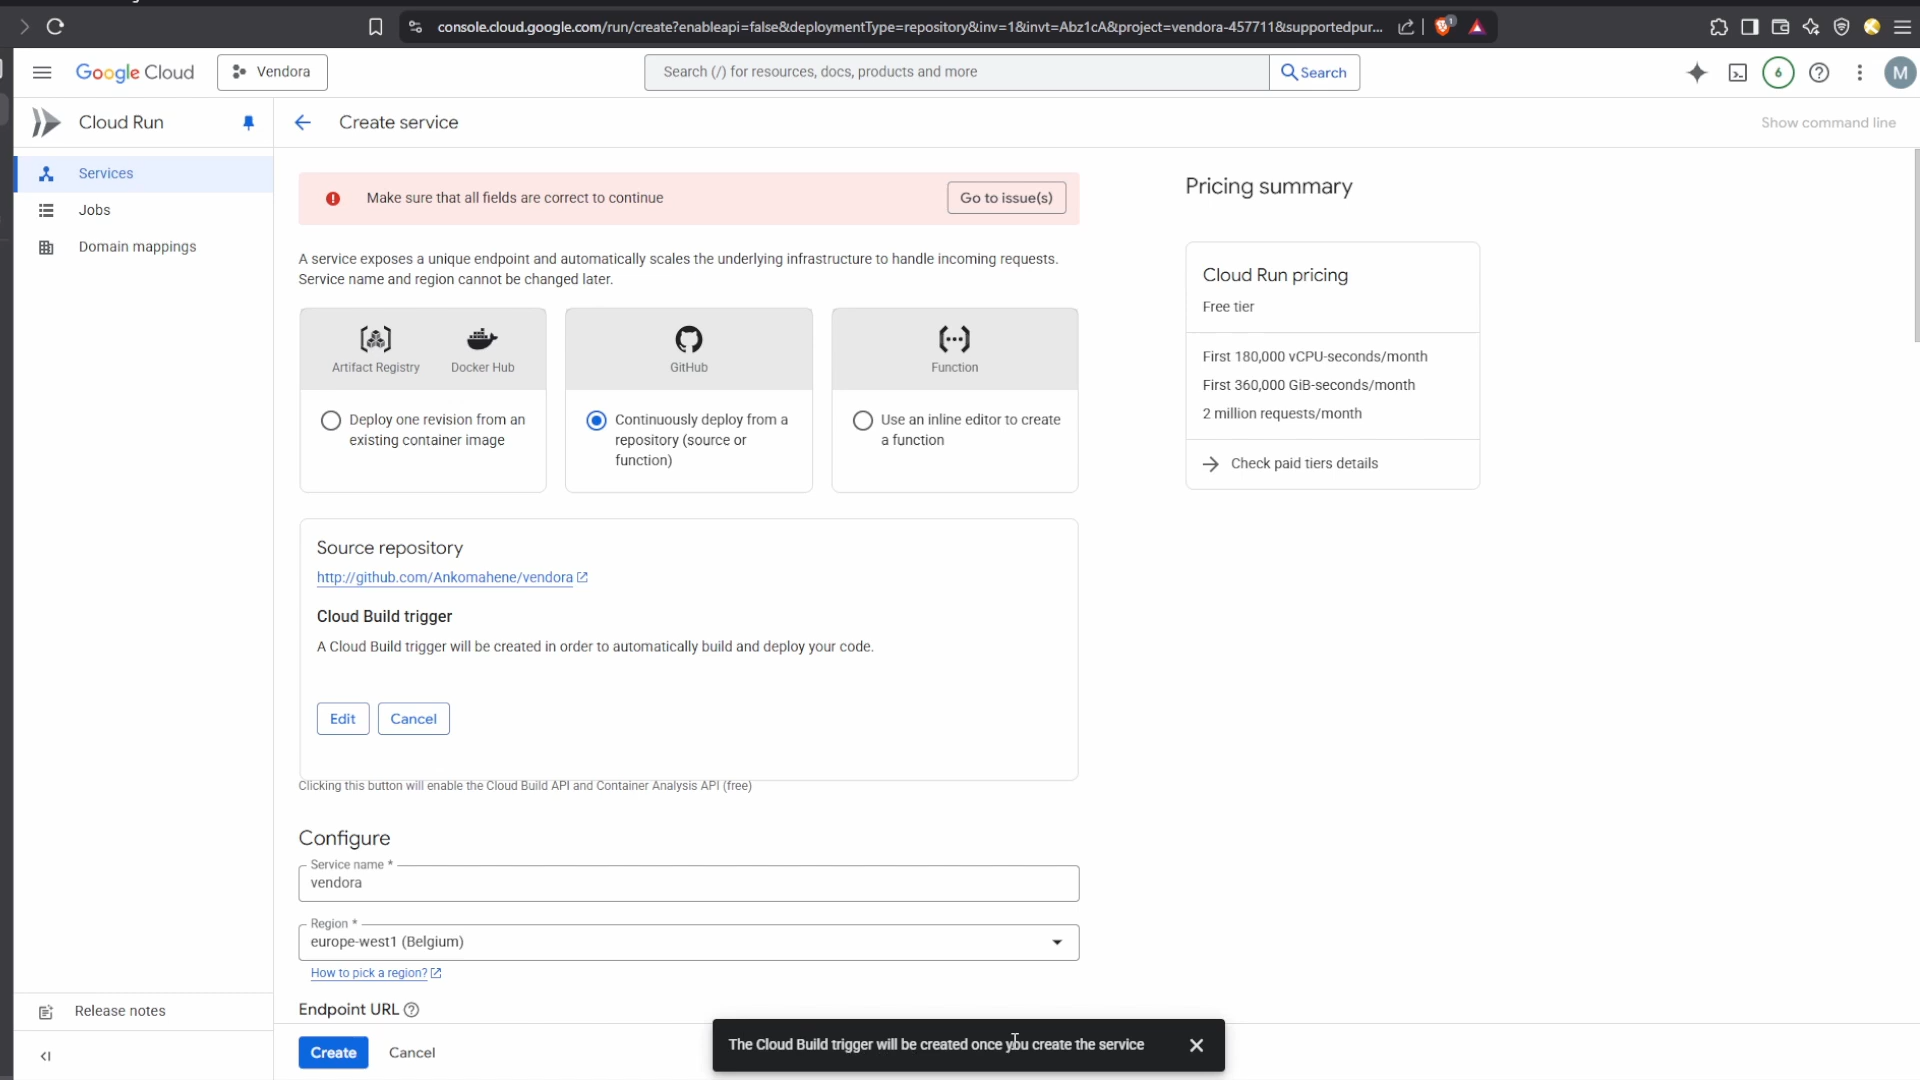 console.cloud.google.com/run/create?enableapi=false&deploymentType=repository&inv=1&invt=Abz1cA&project=vendora-457711&supportedpur...
1
Google Cloud
Vendora
Search (/) for resources, docs, products and more
Search
6
M
Cloud Run
Create service
Show command line
Services
Jobs
Domain mappings
Make sure that all fields are correct to continue
Go to issue(s)
A service exposes a unique endpoint and automatically scales the underlying infrastructure to handle incoming requests.
Service name and region cannot be changed later.
Artifact Registry
Docker Hub
GitHub
Function
Deploy one revision from an
existing container image
Continuously deploy from a
repository (source or
function)
Use an inline editor to create
a function
Source repository
http://github.com/Ankomahene/vendora
Cloud Build trigger
A Cloud Build trigger will be created in order to automatically build and deploy your code.
Edit
Cancel
Clicking this button will enable the Cloud Build API and Container Analysis API (free)
Configure
Service name *
vendora
Region *
europe-west1 (Belgium)
How to pick a region?
Endpoint URL
Create
Cancel
The Cloud Build trigger will be created once you create the service
Pricing summary
Cloud Run pricing
Free tier
First 180,000 vCPU-seconds/month
First 360,000 GiB-seconds/month
2 million requests/month
Check paid tiers details
Release notes